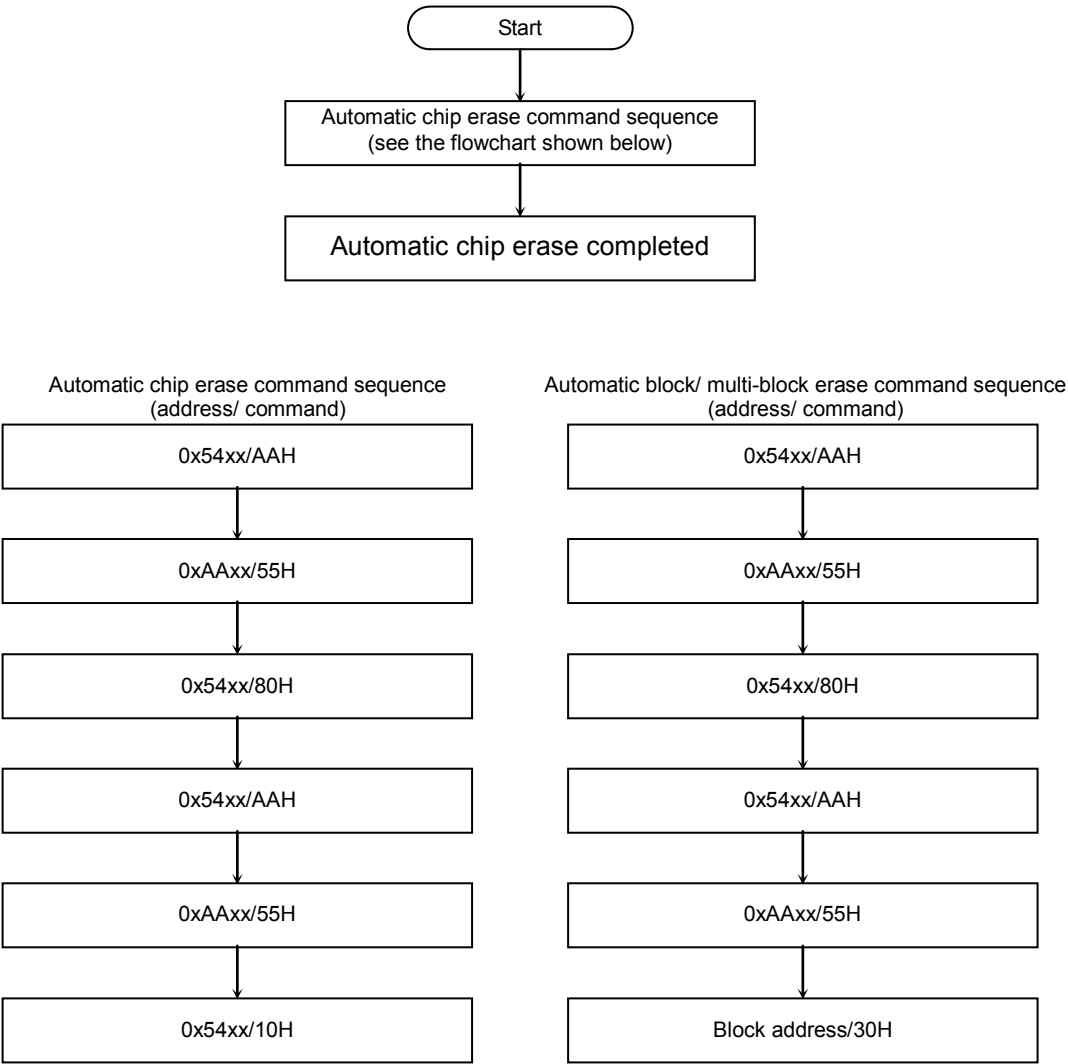 Start
Automatic chip erase command sequence
(see the flowchart shown below)
Automatic chip erase completed
Automatic chip erase command sequence
(address/ command)
0x54xx/AAH
0xAAxx/55H
0x54xx/80H
0x54xx/AAH
0xAAxx/55H
0x54xx/10H
Automatic block/ multi-block erase command sequence
(address/ command)
0x54xx/AAH
0xAAxx/55H
0x54xx/80H
0x54xx/AAH
0xAAxx/55H
Block address/30H